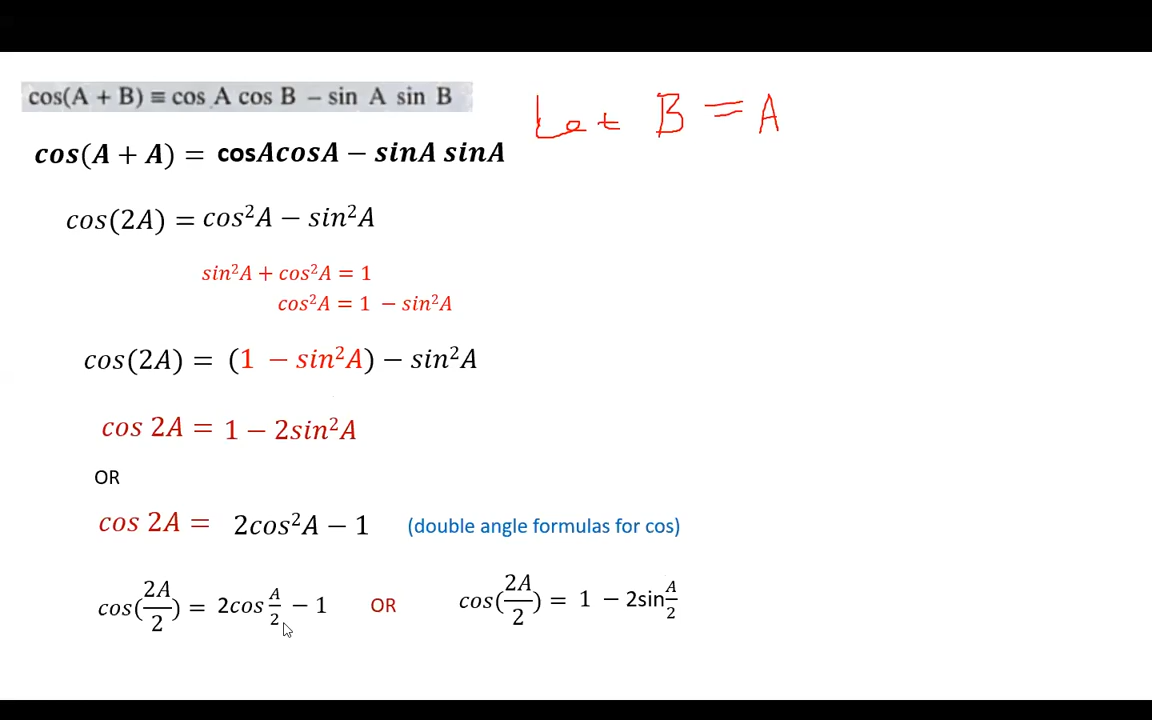 cos(A + B) ≡ cos A cos B – sin A sin B
Let B = A
cos(A + A) = cosAcosA − sinA sinA
cos(2A) = cos²A − sin²A
sin²A + cos²A = 1
cos²A = 1 − sin²A
cos(2A) = (1 − sin²A) − sin²A
cos 2A = 1 − 2sin²A
OR
cos 2A = 2cos²A − 1 (double angle formulas for cos)
cos(2A/2) = 2cos A/2 − 1 OR cos(2A/2) = 1 − 2sin A/2